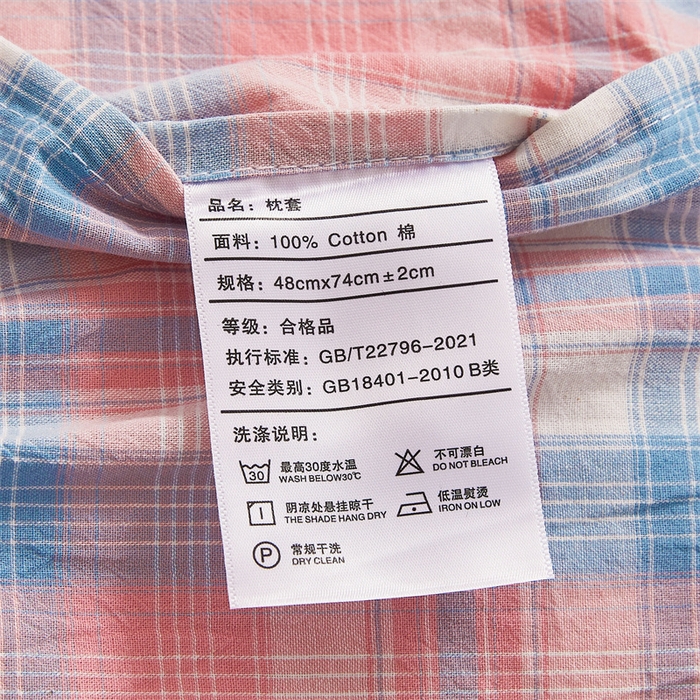 品名：枕套
面料：100% Cotton 棉
规格：48cmx74cm±2cm
等级：合格品
执行标准：GB/T22796-2021
安全类别：GB18401-2010 B类
洗涤说明：
30 最高30度水温 不可漂白
WASH BELOW30℃ DO NOT BLEACH
阴凉处悬挂晾干 低温熨烫
THE SHADE HANG DRY IRON ON LOW
P 常规干洗
DRY CLEAN